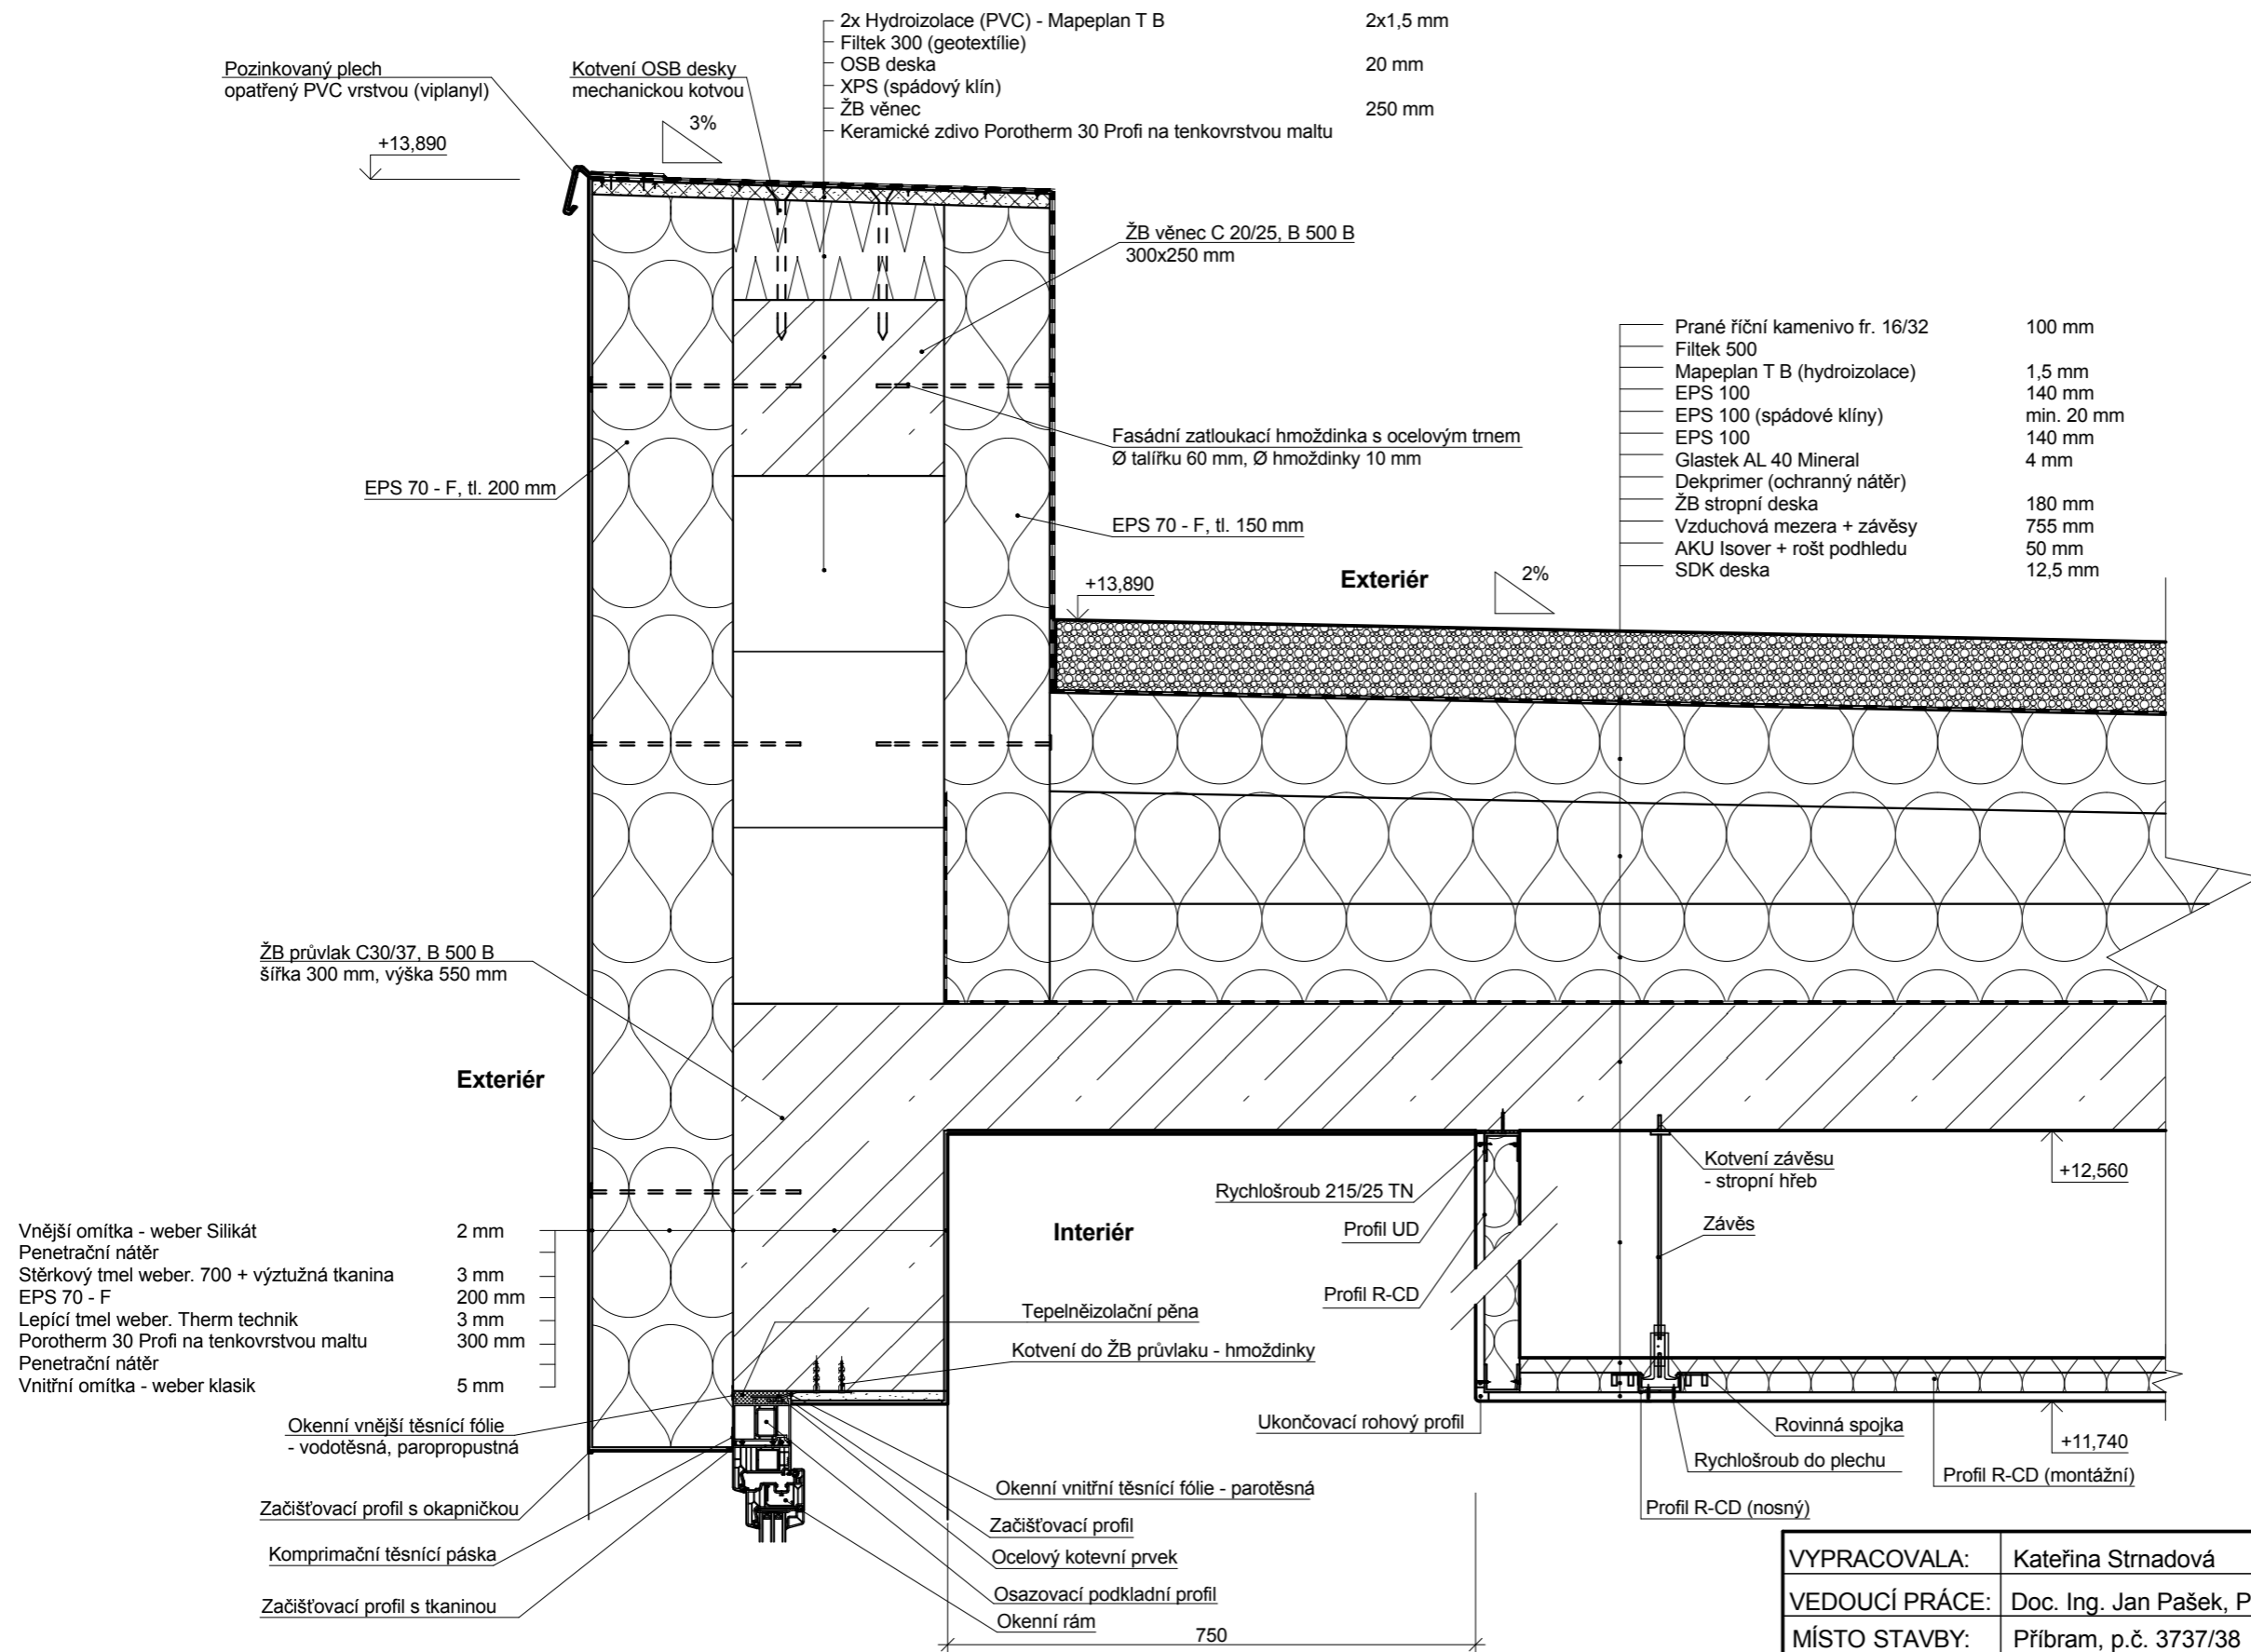 2x Hydroizolace (PVC) - Mapeplan T B 2x1,5 mm
Filtek 300 (geotextílie)
OSB deska 20 mm
XPS (spádový klín)
ŽB věnec 250 mm
Keramické zdivo Porotherm 30 Profi na tenkovrstvou maltu
Pozinkovaný plech
opatřený PVC vrstvou (viplanyl)
Kotvení OSB desky
mechanickou kotvou
3%
+13,890
ŽB věnec C 20/25, B 500 B
300x250 mm
Prané říční kamenivo fr. 16/32 100 mm
Filtek 500
Mapeplan T B (hydroizolace) 1,5 mm
EPS 100 140 mm
EPS 100 (spádové klíny) min. 20 mm
EPS 100 140 mm
Glastek AL 40 Mineral 4 mm
Dekprimer (ochranný nátěr)
ŽB stropní deska 180 mm
Vzduchová mezera + závěsy 755 mm
AKU Isover + rošt podhledu 50 mm
SDK deska 12,5 mm
Fasádní zatloukací hmoždinka s ocelovým trnem
Ø talířku 60 mm, Ø hmoždinky 10 mm
EPS 70 - F, tl. 200 mm
EPS 70 - F, tl. 150 mm
Exteriér
2%
+13,890
ŽB průvlak C30/37, B 500 B
šířka 300 mm, výška 550 mm
Exteriér
Kotvení závěsu
- stropní hřeb
+12,560
Rychlošroub 215/25 TN
Interiér
Profil UD
Závěs
Profil R-CD
Vnější omítka - weber Silikát 2 mm
Penetrační nátěr
Stěrkový tmel weber. 700 + výztužná tkanina 3 mm
EPS 70 - F 200 mm
Lepící tmel weber. Therm technik 3 mm
Porotherm 30 Profi na tenkovrstvou maltu 300 mm
Penetrační nátěr
Vnitřní omítka - weber klasik 5 mm
Tepelněizolační pěna
Kotvení do ŽB průvlaku - hmoždinky
Okenní vnější těsnící fólie
- vodotěsná, paropropustná
Ukončovací rohový profil
Rovinná spojka
+11,740
Rychlošroub do plechu
Profil R-CD (montážní)
Okenní vnitřní těsnící fólie - parotěsná
Profil R-CD (nosný)
Začišťovací profil s okapničkou
Začišťovací profil
Komprimační těsnící páska
Ocelový kotevní prvek
Osazovací podkladní profil
Začišťovací profil s tkaninou
Okenní rám
750
VYPRACOVALA: Kateřina Strnadová
VEDOUCÍ PRÁCE: Doc. Ing. Jan Pašek, P
MÍSTO STAVBY: Příbram, p.č. 3737/38